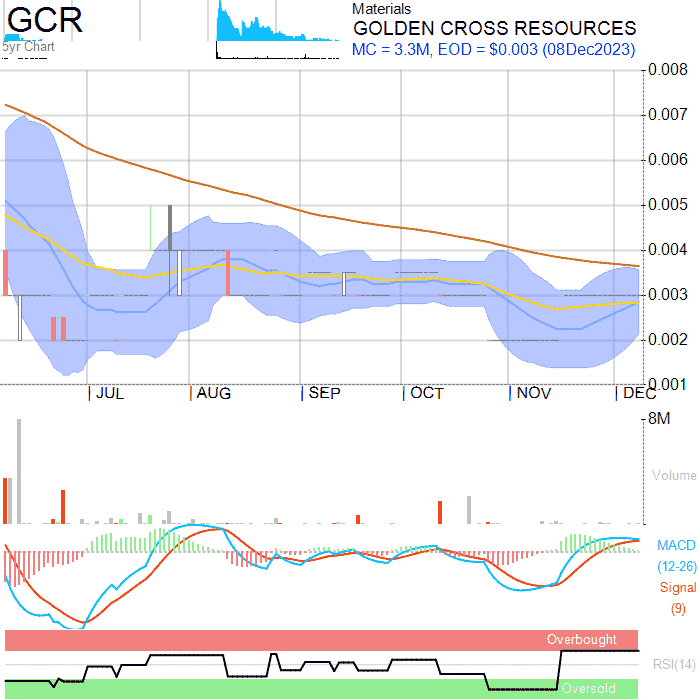 GCR
5yr Chart
Materials
GOLDEN CROSS RESOURCES
MC = 3.3M, EOD = $0.003 (08Dec2023)
0.008
0.007
0.006
0.005
0.004
0.003
0.002
0.001
JUL AUG SEP OCT NOV DEC
8M
Volume
MACD
(12-26)
Signal
(9)
Overbought
RSI(14)
Oversold